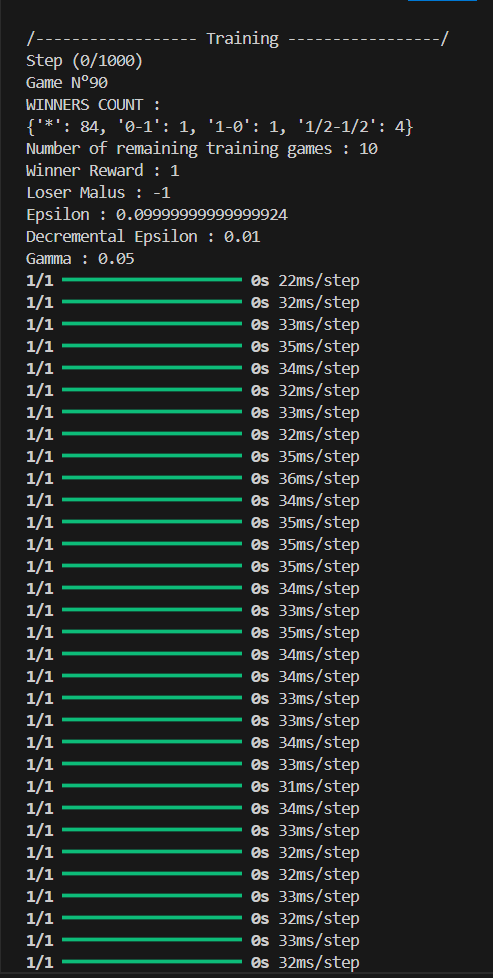 /------------------ Training -----------------/
Step (0/1000)
Game N°90
WINNERS COUNT :
{'*': 84, '0-1': 1, '1-0': 1, '1/2-1/2': 4}
Number of remaining training games : 10
Winner Reward : 1
Loser Malus : -1
Epsilon : 0.09999999999999924
Decremental Epsilon : 0.01
Gamma : 0.05
1/1 0s 22ms/step
1/1 0s 32ms/step
1/1 0s 33ms/step
1/1 0s 35ms/step
1/1 0s 34ms/step
1/1 0s 32ms/step
1/1 0s 33ms/step
1/1 0s 32ms/step
1/1 0s 35ms/step
1/1 0s 36ms/step
1/1 0s 34ms/step
1/1 0s 35ms/step
1/1 0s 35ms/step
1/1 0s 35ms/step
1/1 0s 34ms/step
1/1 0s 33ms/step
1/1 0s 35ms/step
1/1 0s 34ms/step
1/1 0s 34ms/step
1/1 0s 33ms/step
1/1 0s 33ms/step
1/1 0s 34ms/step
1/1 0s 33ms/step
1/1 0s 31ms/step
1/1 0s 34ms/step
1/1 0s 33ms/step
1/1 0s 32ms/step
1/1 0s 32ms/step
1/1 0s 33ms/step
1/1 0s 32ms/step
1/1 0s 33ms/step
1/1 0s 32ms/step